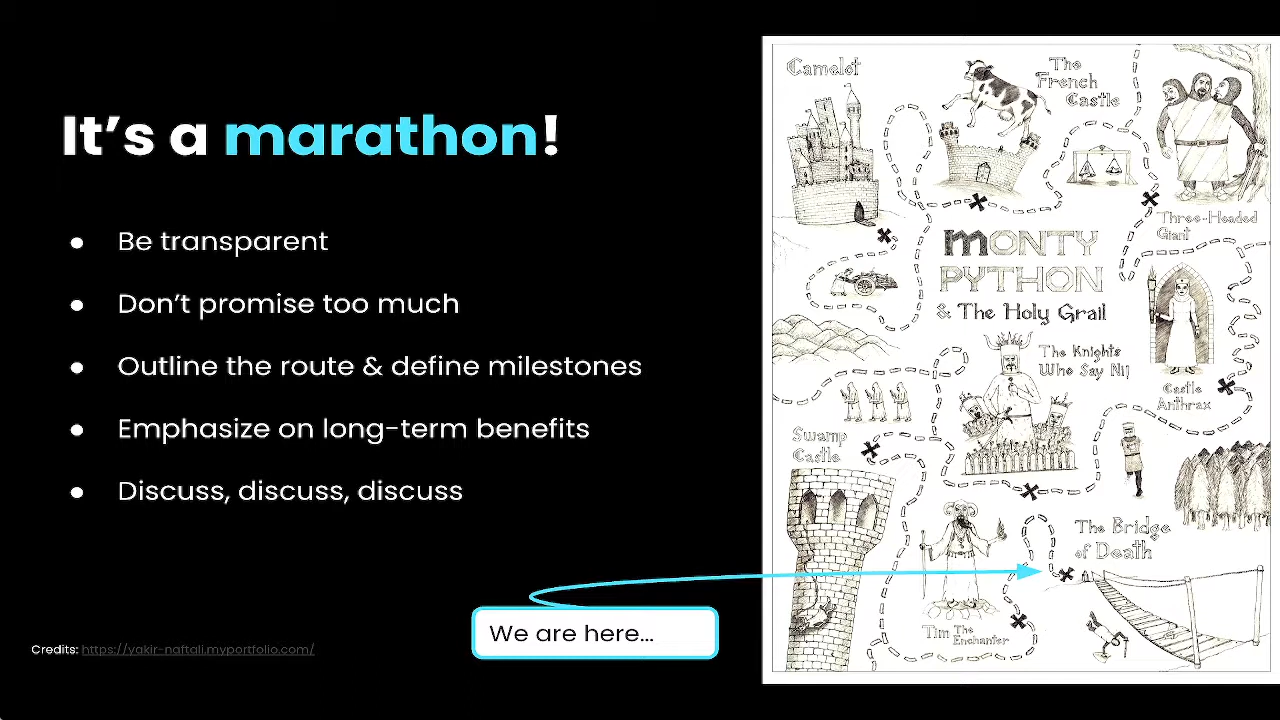 It's a marathon!
● Be transparent
● Don't promise too much
● Outline the route & define milestones
● Emphasize on long-term benefits
● Discuss, discuss, discuss
We are here...
Credits: https://yakir-naftali.myportfolio.com/
Camelot
The
French
Castle
Three-Headed
Giant
MONTY
PYTHON
& The Holy Grail
The Knights
Who Say Ni!
Castle
Anthrax
Swamp
Castle
The Bridge
of Death
Tim The
Enchanter